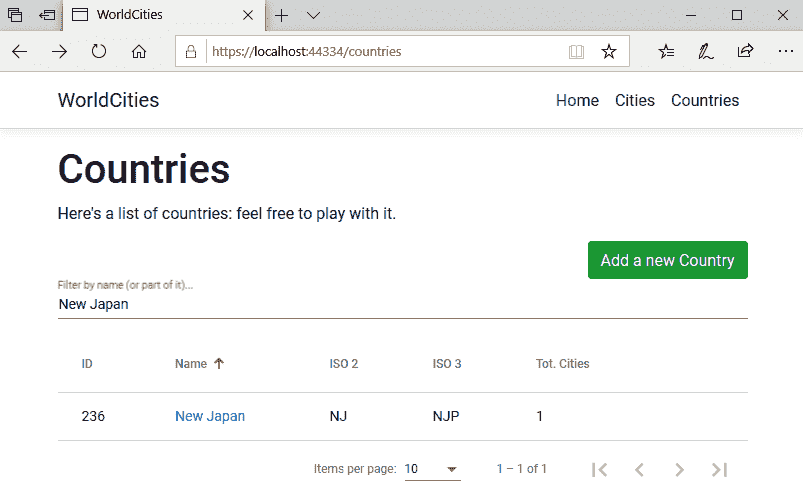 WorldCities
https://localhost:44334/countries
WorldCities Home Cities Countries
Countries
Here's a list of countries: feel free to play with it.
Add a new Country
Filter by name (or part of it)...
New Japan
ID Name ISO 2 ISO 3 Tot. Cities
236 New Japan NJ NJP 1
Items per page: 10 1 – 1 of 1